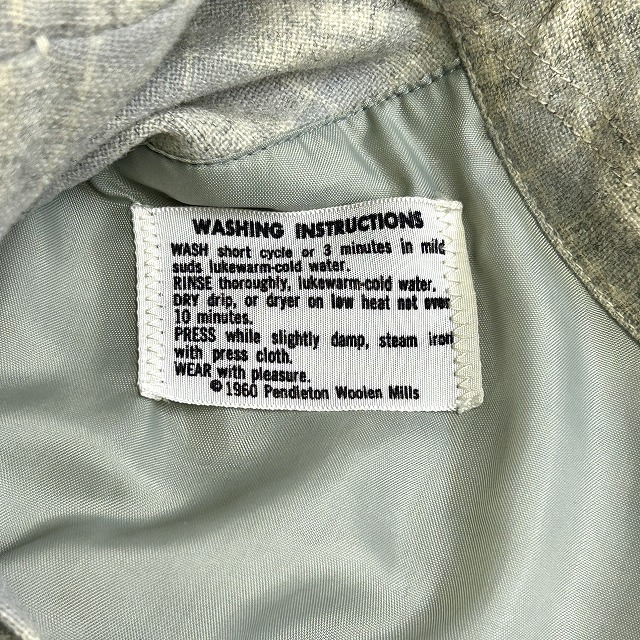 WASHING INSTRUCTIONS
WASH short cycle or 3 minutes in mild
suds lukewarm-cold water.
RINSE thoroughly, lukewarm-cold water.
DRY drip, or dryer on low heat not over
10 minutes.
PRESS while slightly damp, steam iron
with press cloth.
WEAR with pleasure.
© 1960 Pendleton Woolen Mills